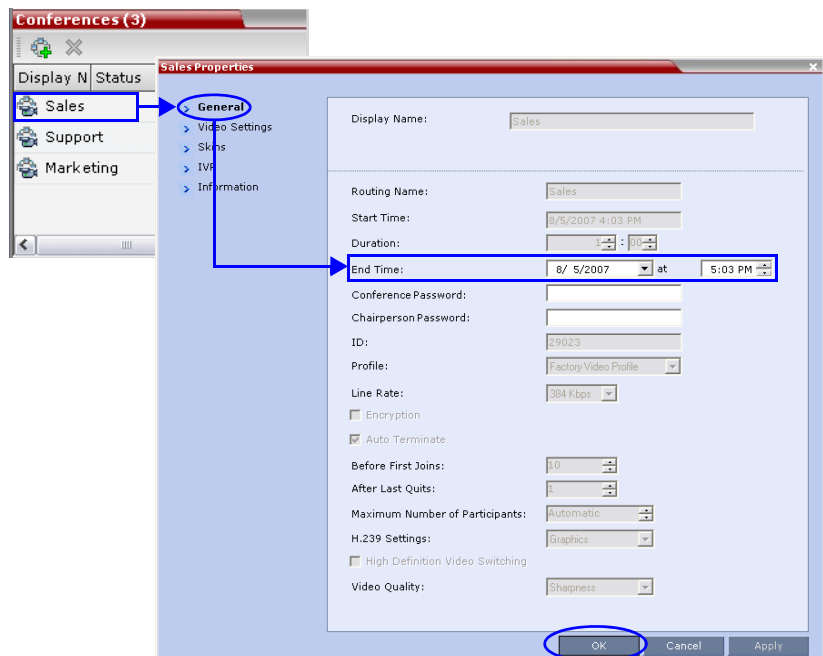 Conferences (3)
Display N Status
Sales
Support
Marketing
Sales Properties
General
Video Settings
Skins
IVR
Information
Display Name: Sales
Routing Name: Sales
Start Time: 8/5/2007 4:03 PM
Duration: 1 : 00
End Time: 8/ 5/2007 at 5:03 PM
Conference Password:
Chairperson Password:
ID: 29023
Profile: Factory Video Profile
Line Rate: 384 Kbps
Encryption
Auto Terminate
Before First Joins: 10
After Last Quits: 1
Maximum Number of Participants: Automatic
H.239 Settings: Graphics
High Definition Video Switching
Video Quality: Sharpness
OK Cancel Apply